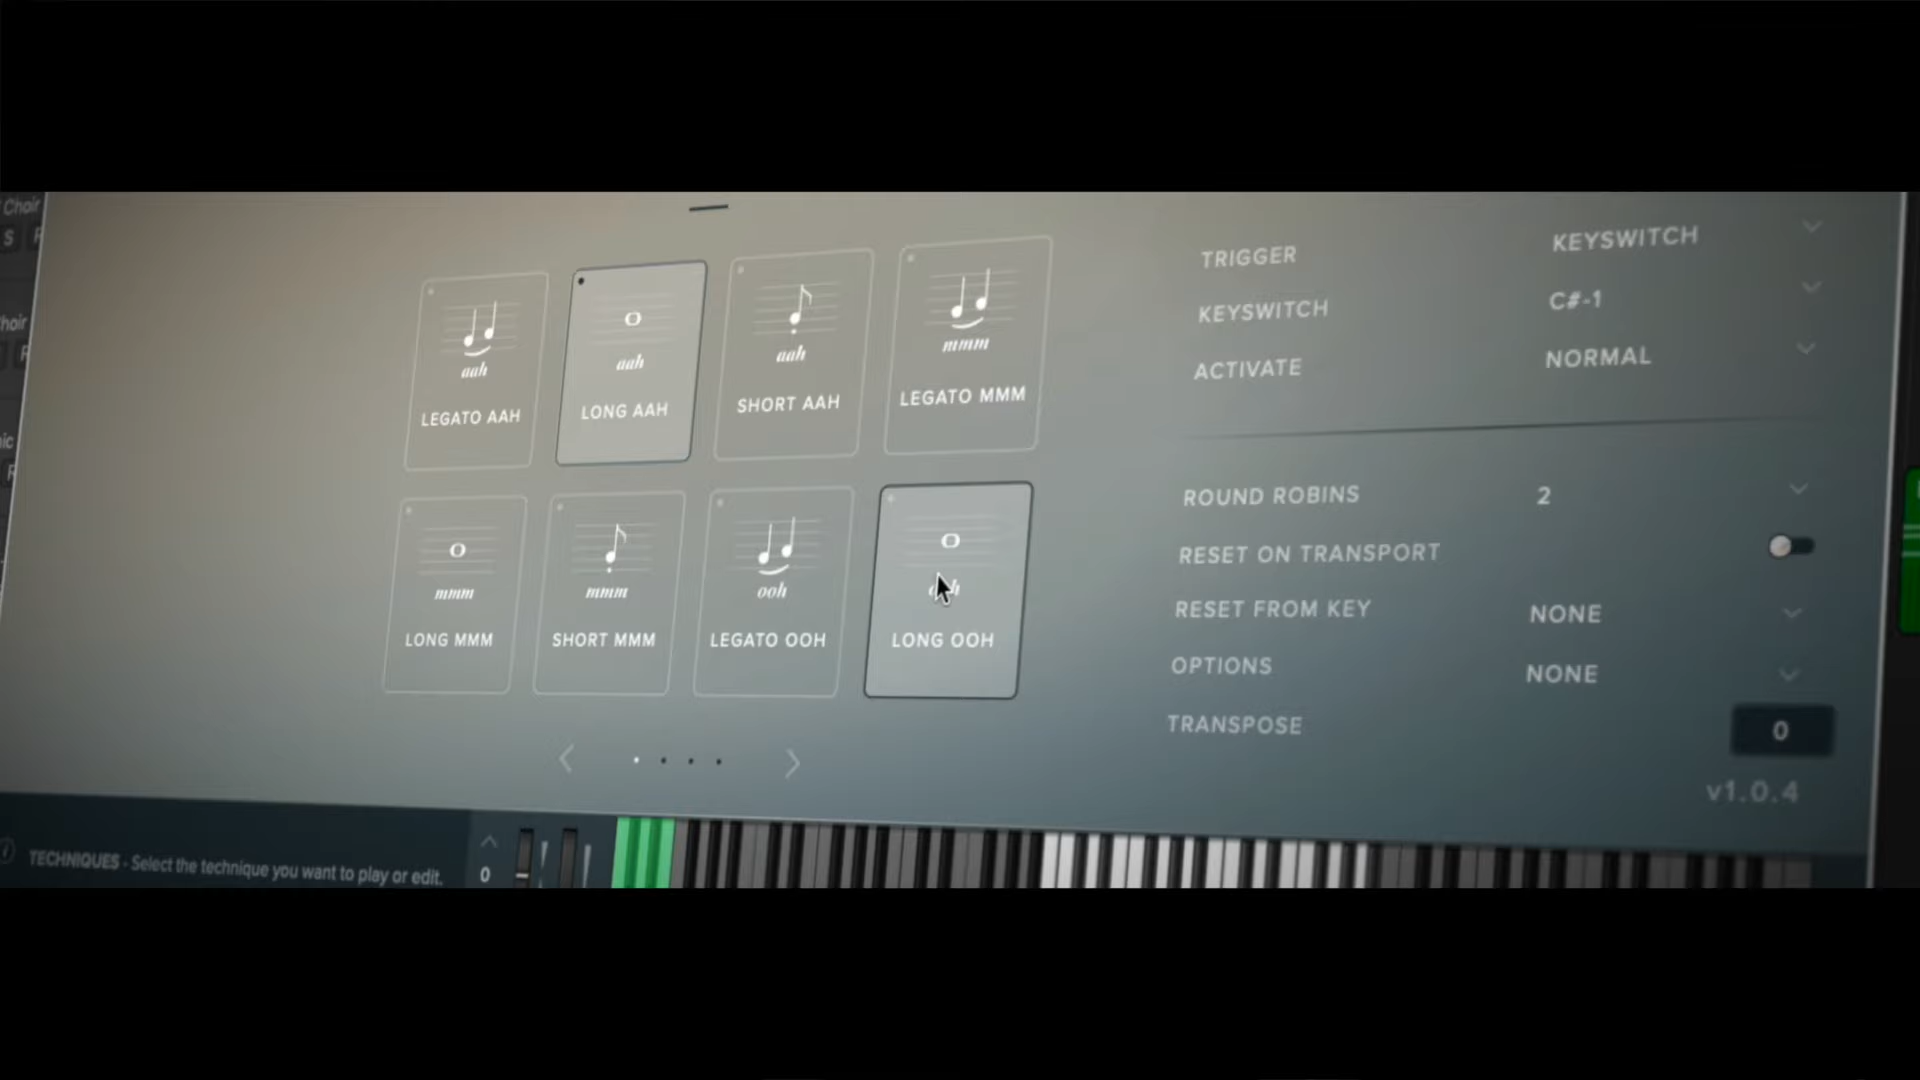 Choir
S
aah
LEGATO AAH
aah
LONG AAH
aah
SHORT AAH
mmm
LEGATO MMM
mmm
LONG MMM
mmm
SHORT MMM
ooh
LEGATO OOH
LONG OOH
TRIGGER KEYSWITCH
KEYSWITCH C#-1
ACTIVATE NORMAL
ROUND ROBINS 2
RESET ON TRANSPORT
RESET FROM KEY NONE
OPTIONS NONE
TRANSPOSE 0
v1.0.4
TECHNIQUES - Select the technique you want to play or edit.
0